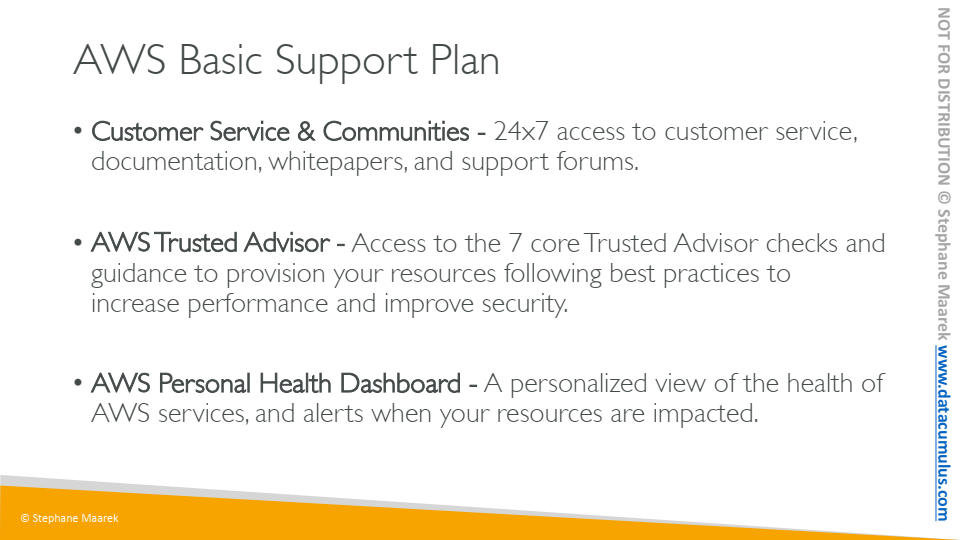 AWS Basic Support Plan
• Customer Service & Communities - 24x7 access to customer service,
documentation, whitepapers, and support forums.
• AWS Trusted Advisor - Access to the 7 core Trusted Advisor checks and
guidance to provision your resources following best practices to
increase performance and improve security.
• AWS Personal Health Dashboard - A personalized view of the health of
AWS services, and alerts when your resources are impacted.
© Stephane Maarek
NOT FOR DISTRIBUTION © Stephane Maarek www.datacumulus.com